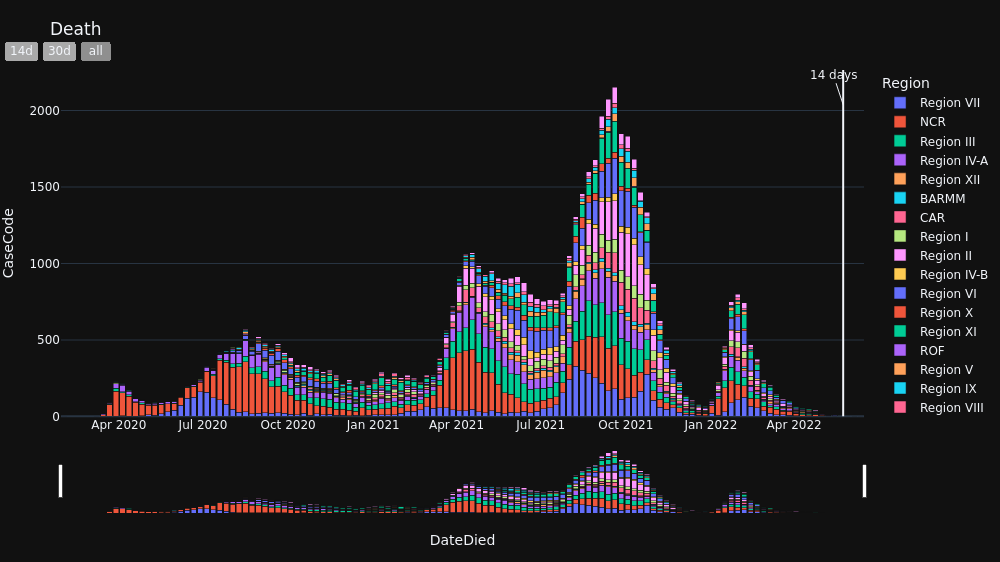 Death
14d 30d all
14 days
CaseCode
2000
1500
1000
500
0
Apr 2020 Jul 2020 Oct 2020 Jan 2021 Apr 2021 Jul 2021 Oct 2021 Jan 2022 Apr 2022
DateDied
Region
Region VII
NCR
Region III
Region IV-A
Region XII
BARMM
CAR
Region I
Region II
Region IV-B
Region VI
Region X
Region XI
ROF
Region V
Region IX
Region VIII